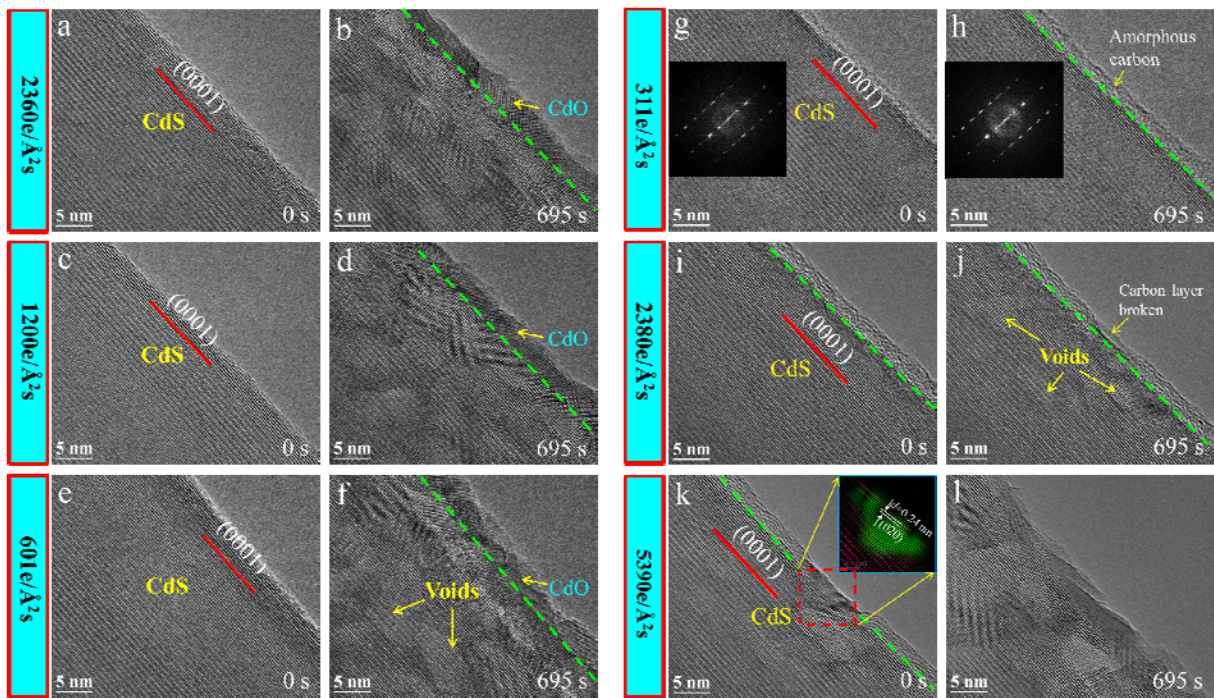 2360e/Å²s
a
(0001)
CdS
5 nm
0 s
b
CdO
5 nm
695 s
311e/Å²s
g
(0001)
CdS
5 nm
0 s
h
Amorphous
carbon
5 nm
695 s
1200e/Å²s
c
(0001)
CdS
5 nm
0 s
d
CdO
5 nm
695 s
2380e/Å²s
i
(0001)
CdS
5 nm
0 s
j
Carbon layer
broken
Voids
5 nm
695 s
601e/Å²s
e
(0001)
CdS
5 nm
0 s
f
CdO
Voids
5 nm
695 s
5390e/Å²s
k
d=0.24 nm
(020)
(0001)
CdS
5 nm
0 s
l
5 nm
695 s